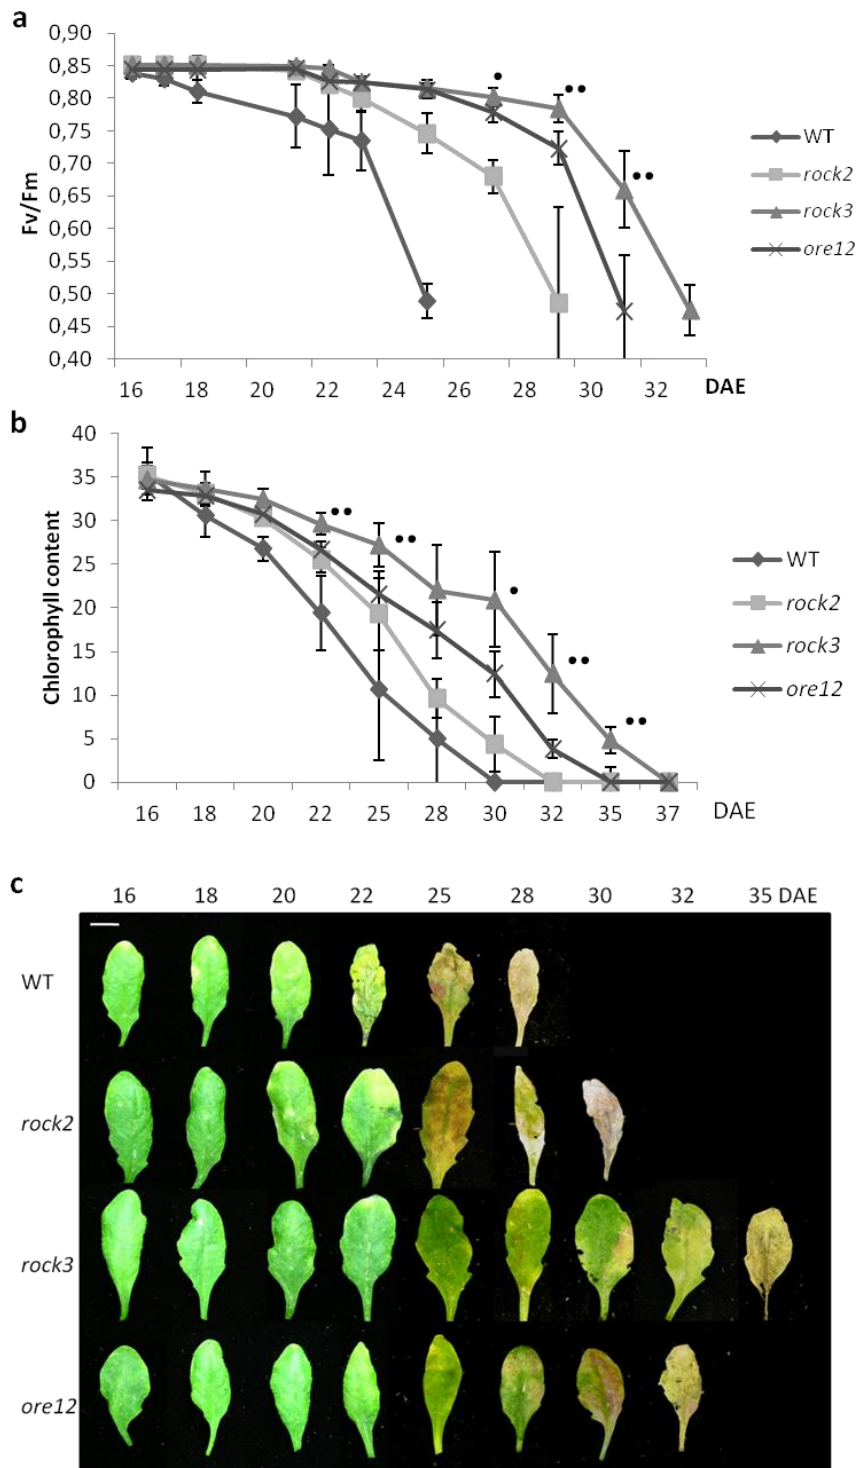 a
0,90
0,85
0,80
0,75
0,70
0,65
0,60
0,55
0,50
0,45
0,40
Fv/Fm
16 18 20 22 24 26 28 30 32 DAE
WT
rock2
rock3
ore12
b
40
35
30
25
20
15
10
5
0
Chlorophyll content
16 18 20 22 25 28 30 32 35 37 DAE
WT
rock2
rock3
ore12
c
16 18 20 22 25 28 30 32 35 DAE
WT
rock2
rock3
ore12